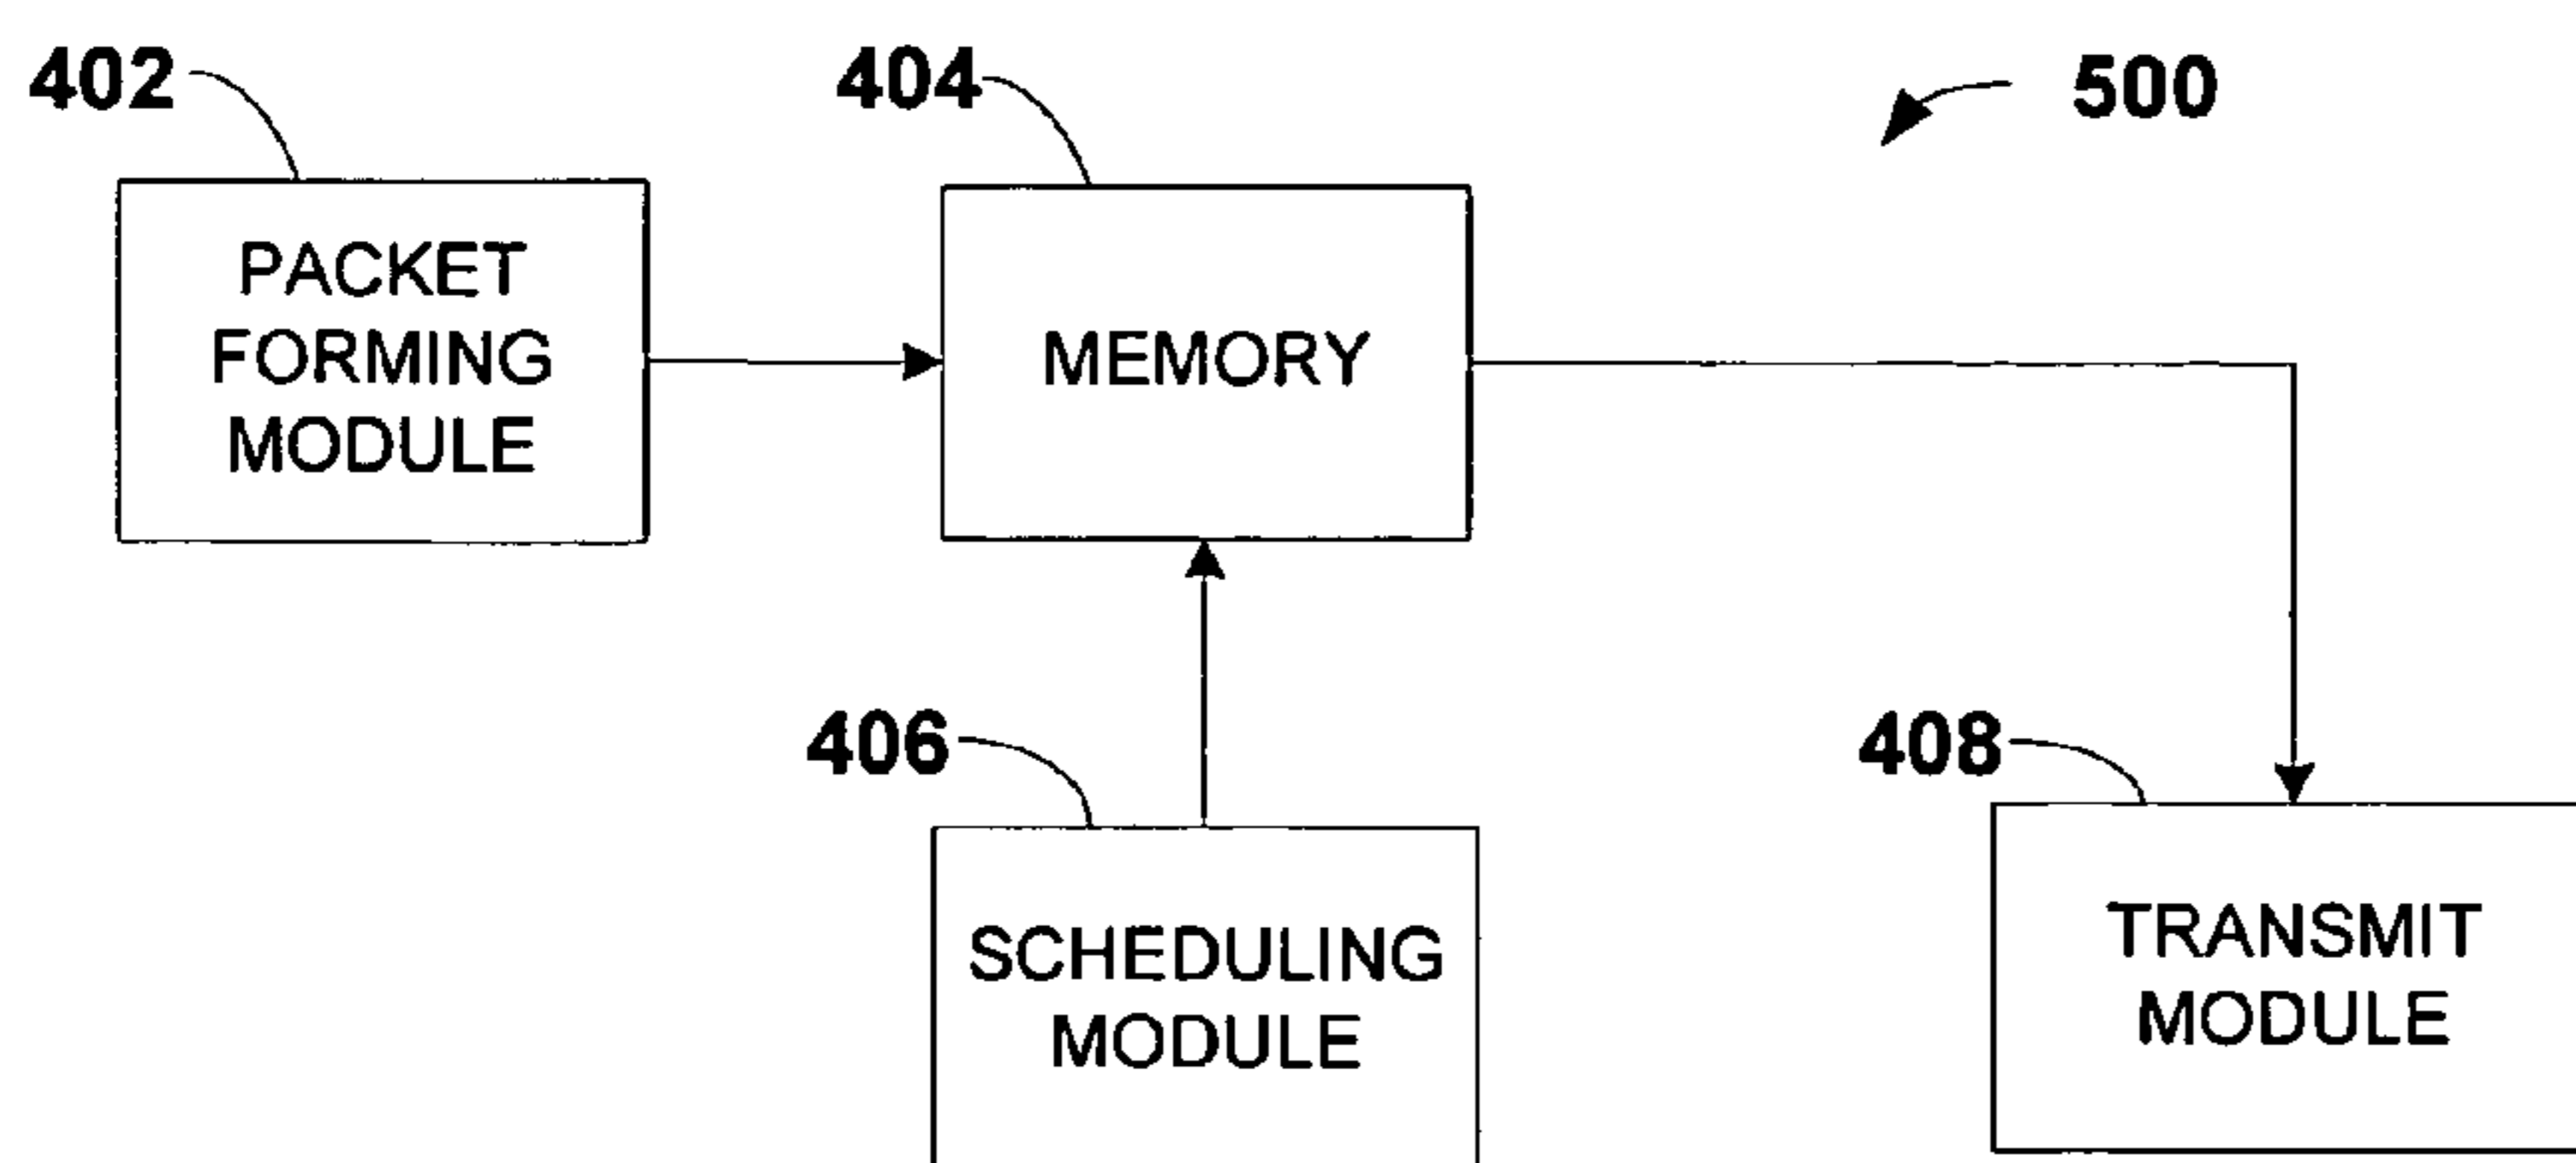 402
404
500
PACKET
FORMING
MODULE
MEMORY
406
408
SCHEDULING
MODULE
TRANSMIT
MODULE